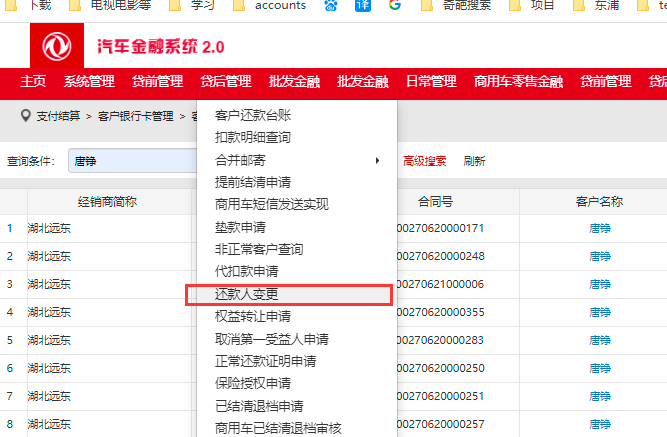 下载 电视电影等 学习 accounts 译 G 奇葩搜索 项目 东浦
汽车金融系统 2.0
主页 系统管理 贷前管理 贷后管理 批发金融 批发金融 日常管理 商用车零售金融 贷前管理 贷后
支付结算 > 客户银行卡管理 > 客
客户还款台账
扣款明细查询
合并邮寄
提前结清申请
商用车短信发送实现
垫款申请
非正常客户查询
代扣款申请
还款人变更
权益转让申请
取消第一受益人申请
正常还款证明申请
保险授权申请
已结清退档申请
商用车已结清退档审核
查询条件: 唐铮 高级搜索 刷新
经销商简称 合同号 客户名称
1 湖北远东 00270620000171 唐铮
2 湖北远东 00270620000248 唐铮
3 湖北远东 00270621000006 唐铮
4 湖北远东 00270620000355 唐铮
5 湖北远东 00270620000283 唐铮
6 湖北远东 00270620000250 唐铮
7 湖北远东 00270620000251 唐铮
8 湖北远东 00270620000257 唐铮